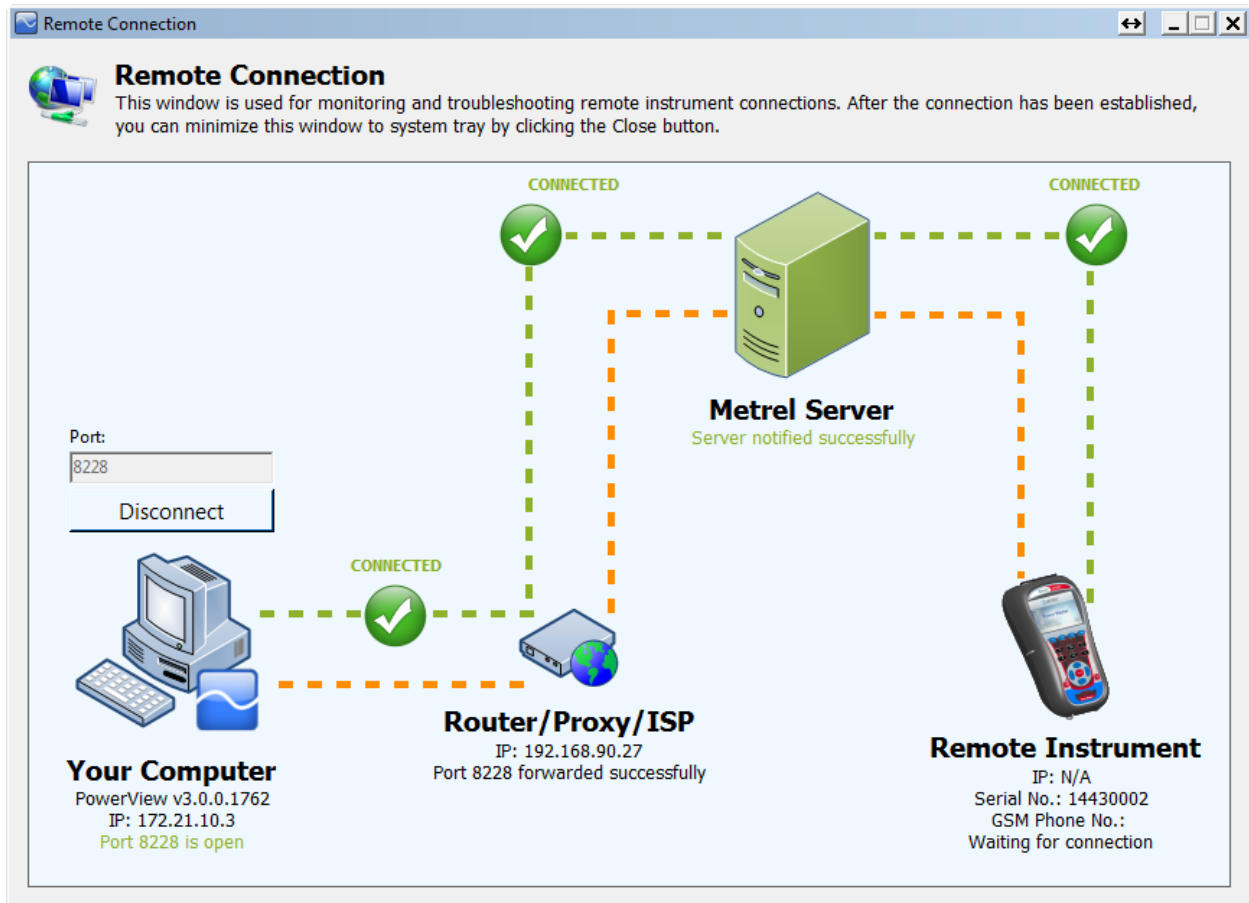 Remote Connection
Remote Connection
This window is used for monitoring and troubleshooting remote instrument connections. After the connection has been established,
you can minimize this window to system tray by clicking the Close button.
CONNECTED
CONNECTED
Metrel Server
Server notified successfully
Port:
8228
Disconnect
CONNECTED
Router/Proxy/ISP
IP: 192.168.90.27
Port 8228 forwarded successfully
Your Computer
PowerView v3.0.0.1762
IP: 172.21.10.3
Port 8228 is open
Remote Instrument
IP: N/A
Serial No.: 14430002
GSM Phone No.:
Waiting for connection